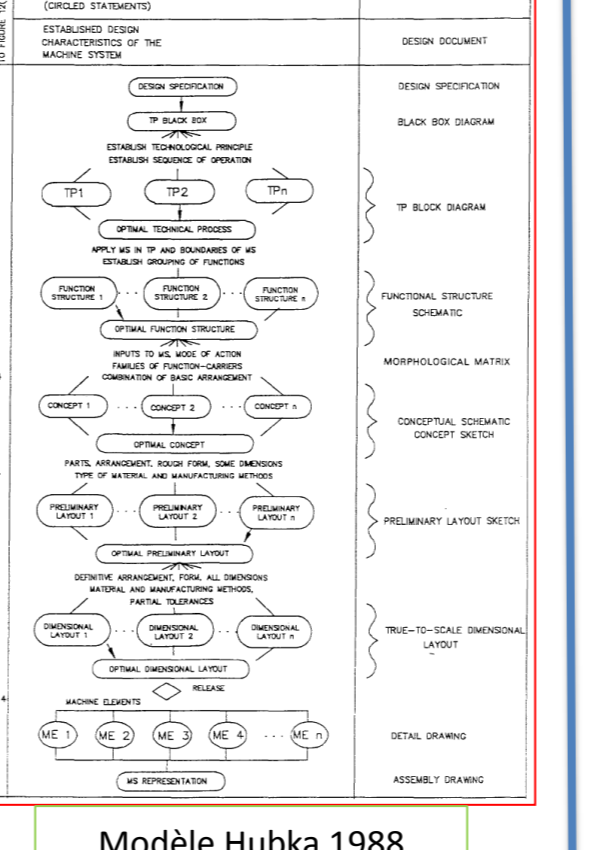 TO FIGURE 12(
(CIRCLED STATEMENTS)
ESTABLISHED DESIGN
CHARACTERISTICS OF THE
MACHINE SYSTEM
DESIGN DOCUMENT
DESIGN SPECIFICATION
DESIGN SPECIFICATION
TP BLACK BOX
BLACK BOX DIAGRAM
ESTABLISH TECHNOLOGICAL PRINCIPLE
ESTABLISH SEQUENCE OF OPERATION
TP1
TP2
TPn
TP BLOCK DIAGRAM
OPTIMAL TECHNICAL PROCESS
APPLY MS IN TP AND BOUNDARIES OF MS
ESTABLISH GROUPING OF FUNCTIONS
FUNCTION
STRUCTURE 1
FUNCTION
STRUCTURE 2
FUNCTION
STRUCTURE n
FUNCTIONAL STRUCTURE
SCHEMATIC
OPTIMAL FUNCTION STRUCTURE
INPUTS TO MS, MODE OF ACTION
FAMILIES OF FUNCTION-CARRIERS
COMBINATION OF BASIC ARRANGEMENT
MORPHOLOGICAL MATRIX
CONCEPT 1
CONCEPT 2
CONCEPT n
CONCEPTUAL SCHEMATIC
CONCEPT SKETCH
OPTIMAL CONCEPT
PARTS, ARRANGEMENT, ROUGH FORM, SOME DIMENSIONS
TYPE OF MATERIAL AND MANUFACTURING METHODS
PRELIMINARY
LAYOUT 1
PRELIMINARY
LAYOUT 2
PRELIMINARY
LAYOUT n
PRELIMINARY LAYOUT SKETCH
OPTIMAL PRELIMINARY LAYOUT
DEFINITIVE ARRANGEMENT, FORM, ALL DIMENSIONS
MATERIAL AND MANUFACTURING METHODS,
PARTIAL TOLERANCES
DIMENSIONAL
LAYOUT 1
DIMENSIONAL
LAYOUT 2
DIMENSIONAL
LAYOUT n
TRUE-TO-SCALE DIMENSIONAL
LAYOUT
OPTIMAL DIMENSIONAL LAYOUT
RELEASE
MACHINE ELEMENTS
ME 1
ME 2
ME 3
ME 4
ME n
DETAIL DRAWING
MS REPRESENTATION
ASSEMBLY DRAWING
Modèle Hubka 1988